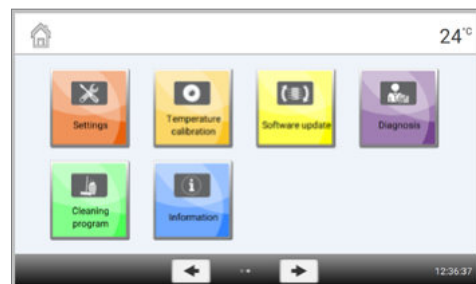 24°C
Settings
Temperature
calibration
Software update
Diagnosis
Cleaning
program
Information
12:36:37